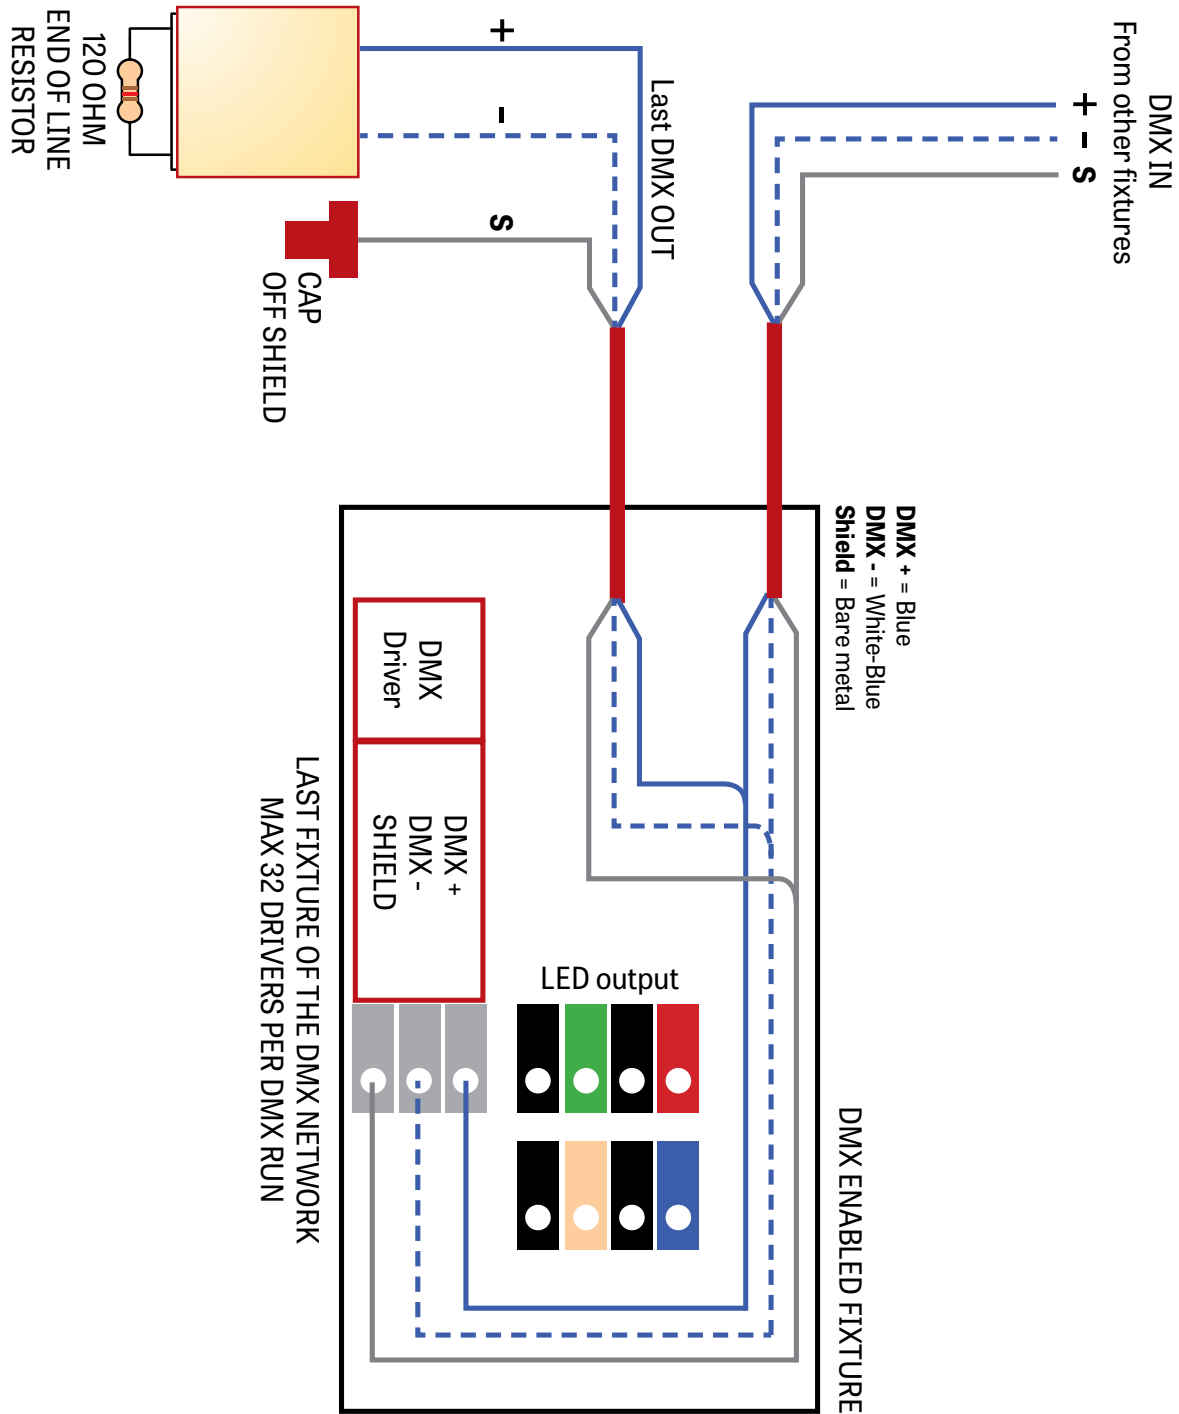 DMX IN
From other fixtures
+
-
S
Last DMX OUT
+
-
S
120 OHM
END OF LINE
RESISTOR
CAP
OFF SHIELD
DMX + = Blue
DMX - = White-Blue
Shield = Bare metal
DMX
Driver
DMX +
DMX -
SHIELD
LED output
DMX ENABLED FIXTURE
LAST FIXTURE OF THE DMX NETWORK
MAX 32 DRIVERS PER DMX RUN